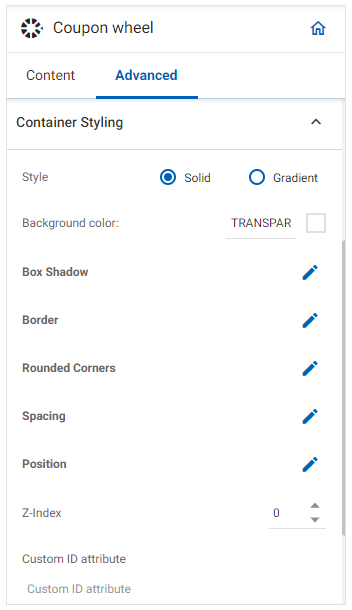 Coupon wheel
Content Advanced
Container Styling
Style Solid Gradient
Background color: TRANSPAR
Box Shadow
Border
Rounded Corners
Spacing
Position
Z-Index 0
Custom ID attribute
Custom ID attribute